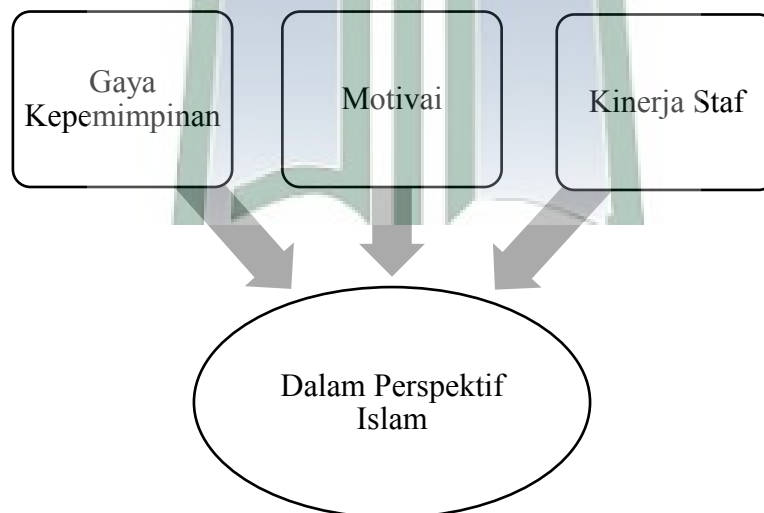 Gaya
Kepemimpinan
Motivai
Kinerja Staf
Dalam Perspektif
Islam